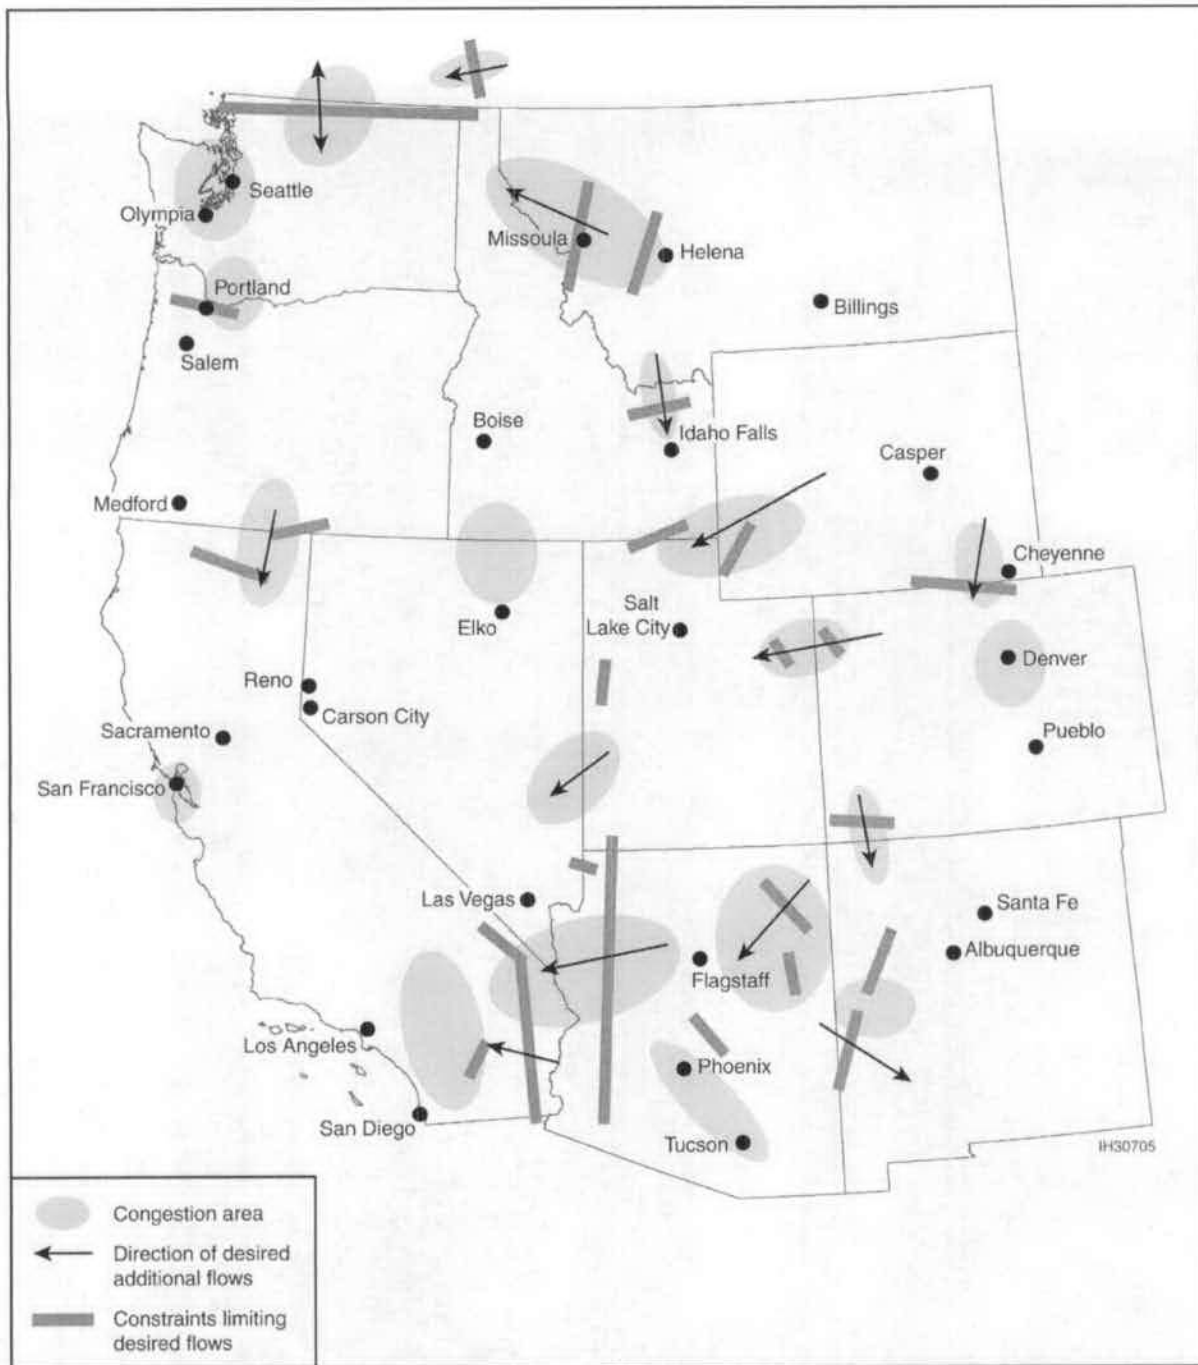 Seattle
Olympia
Missoula
Helena
Portland
Billings
Salem
Boise
Idaho Falls
Casper
Medford
Cheyenne
Elko
Salt
Lake City
Denver
Reno
Carson City
Sacramento
Pueblo
San Francisco
Las Vegas
Santa Fe
Albuquerque
Flagstaff
Los Angeles
Phoenix
San Diego
Tucson
IH30705
Congestion area
Direction of desired
additional flows
Constraints limiting
desired flows